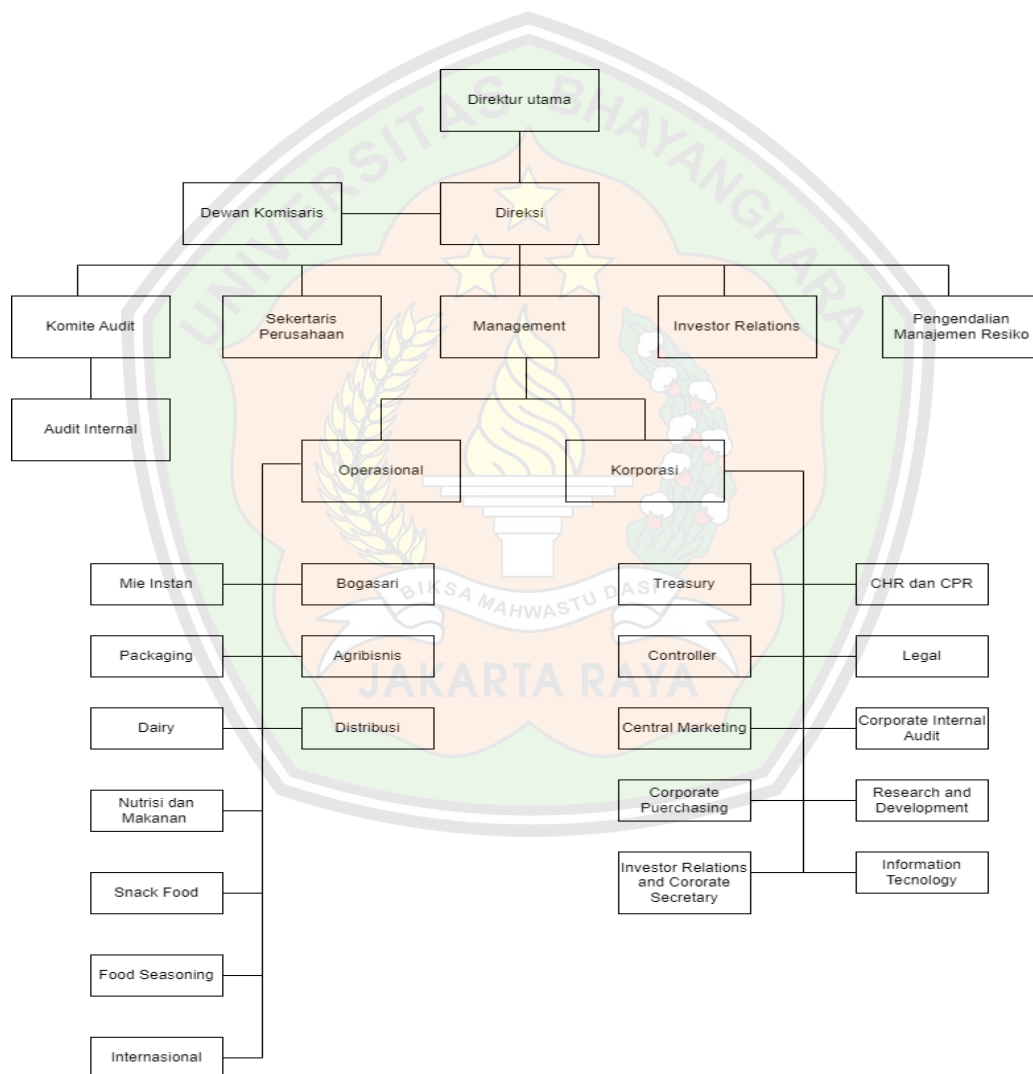 UNIVERSITAS BHAYANGKARA
Direktur utama
Dewan Komisaris
Direksi
Komite Audit
Sekertaris
Perusahaan
Management
Investor Relations
Pengendalian
Manajemen Resiko
Audit Internal
Operasional
Korporasi
Mie Instan
Bogasari
Treasury
CHR dan CPR
BIKSA MAHWASTU DASI
Packaging
Agribisnis
Controller
Legal
JAKARTA RAYA
Dairy
Distribusi
Central Marketing
Corporate Internal
Audit
Nutrisi dan
Makanan
Corporate
Puerchasing
Research and
Development
Snack Food
Investor Relations
and Cororate
Secretary
Information
Tecnology
Food Seasoning
Internasional